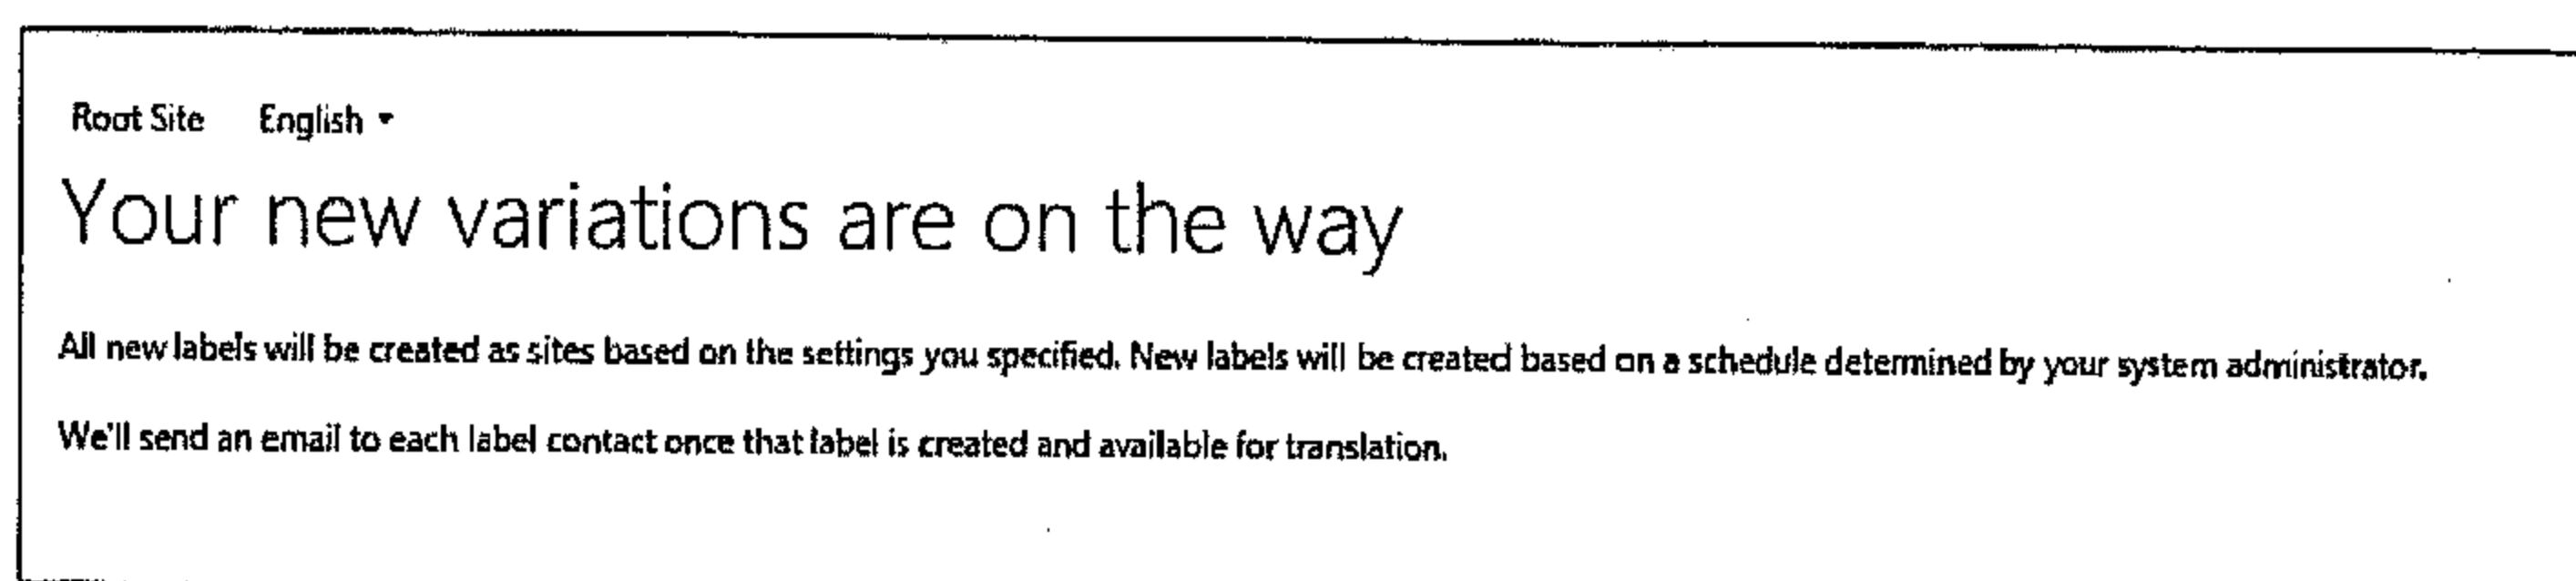 Root Site English
Your new variations are on the way
All new labels will be created as sites based on the settings you specified. New labels will be created based on a schedule determined by your system administrator.
We'll send an email to each label contact once that label is created and available for translation.